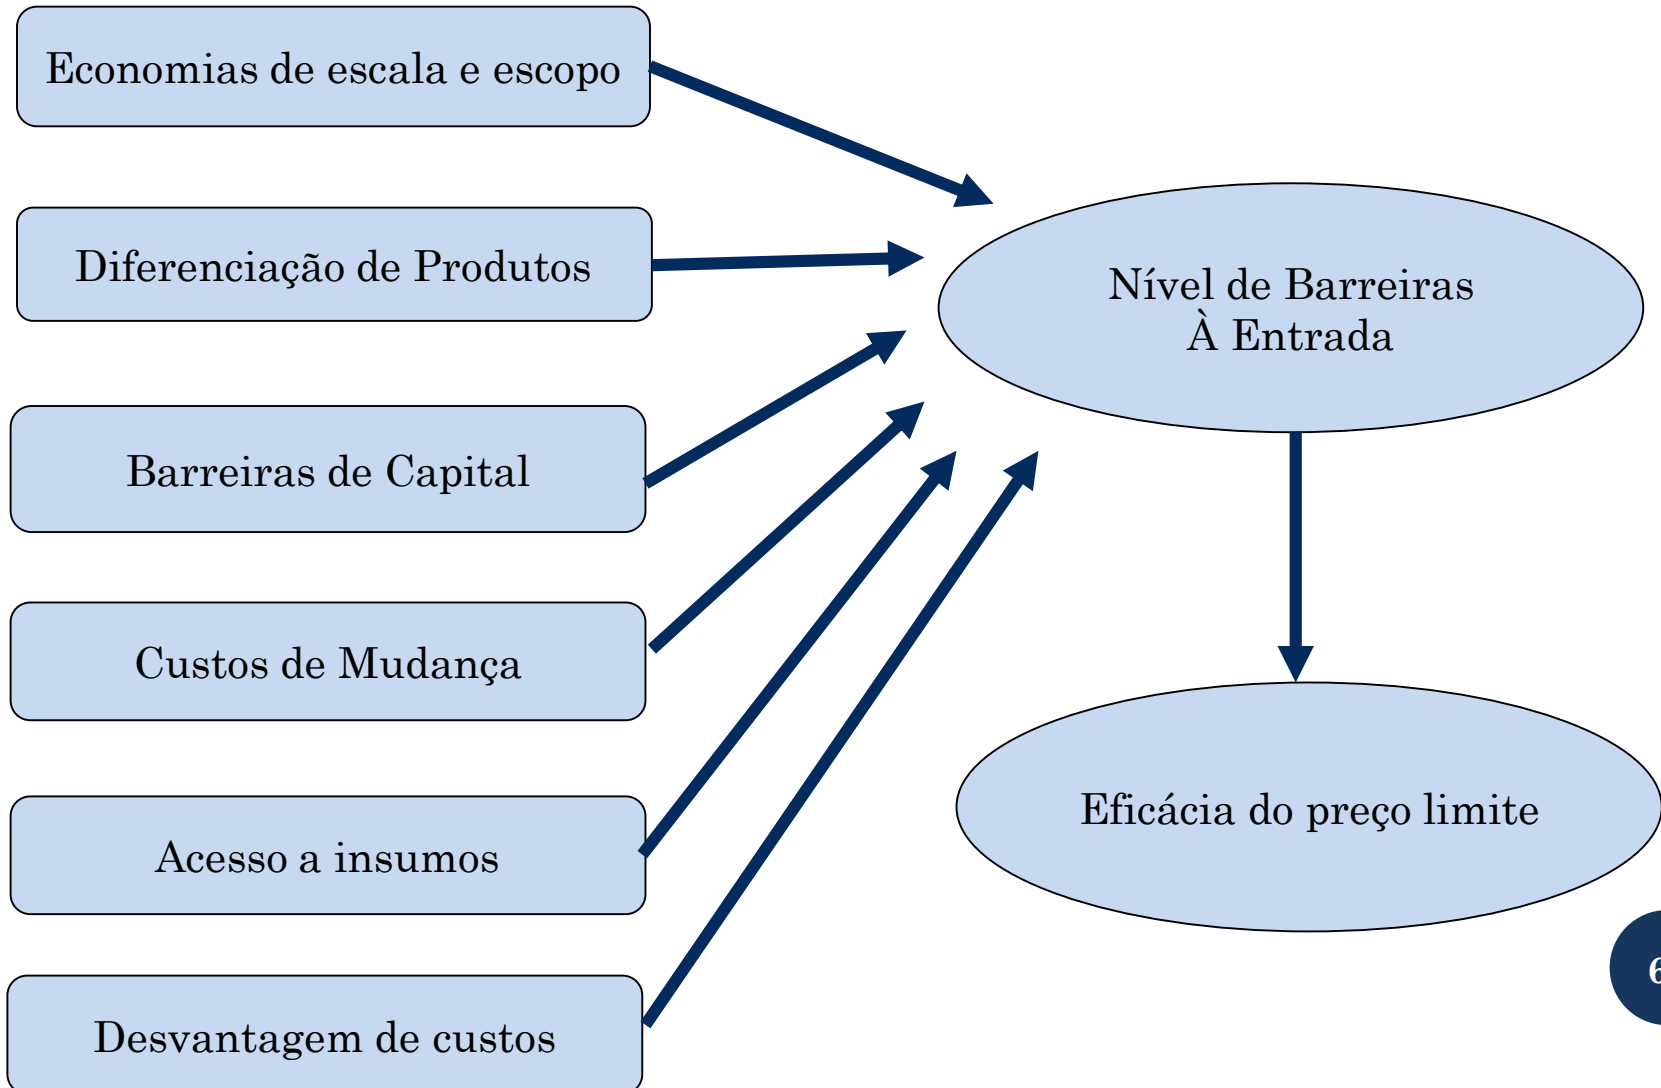 Economias de escala e escopo
Diferenciação de Produtos
Barreiras de Capital
Custos de Mudança
Acesso a insumos
Desvantagem de custos
Nível de Barreiras
À Entrada
Eficácia do preço limite
6